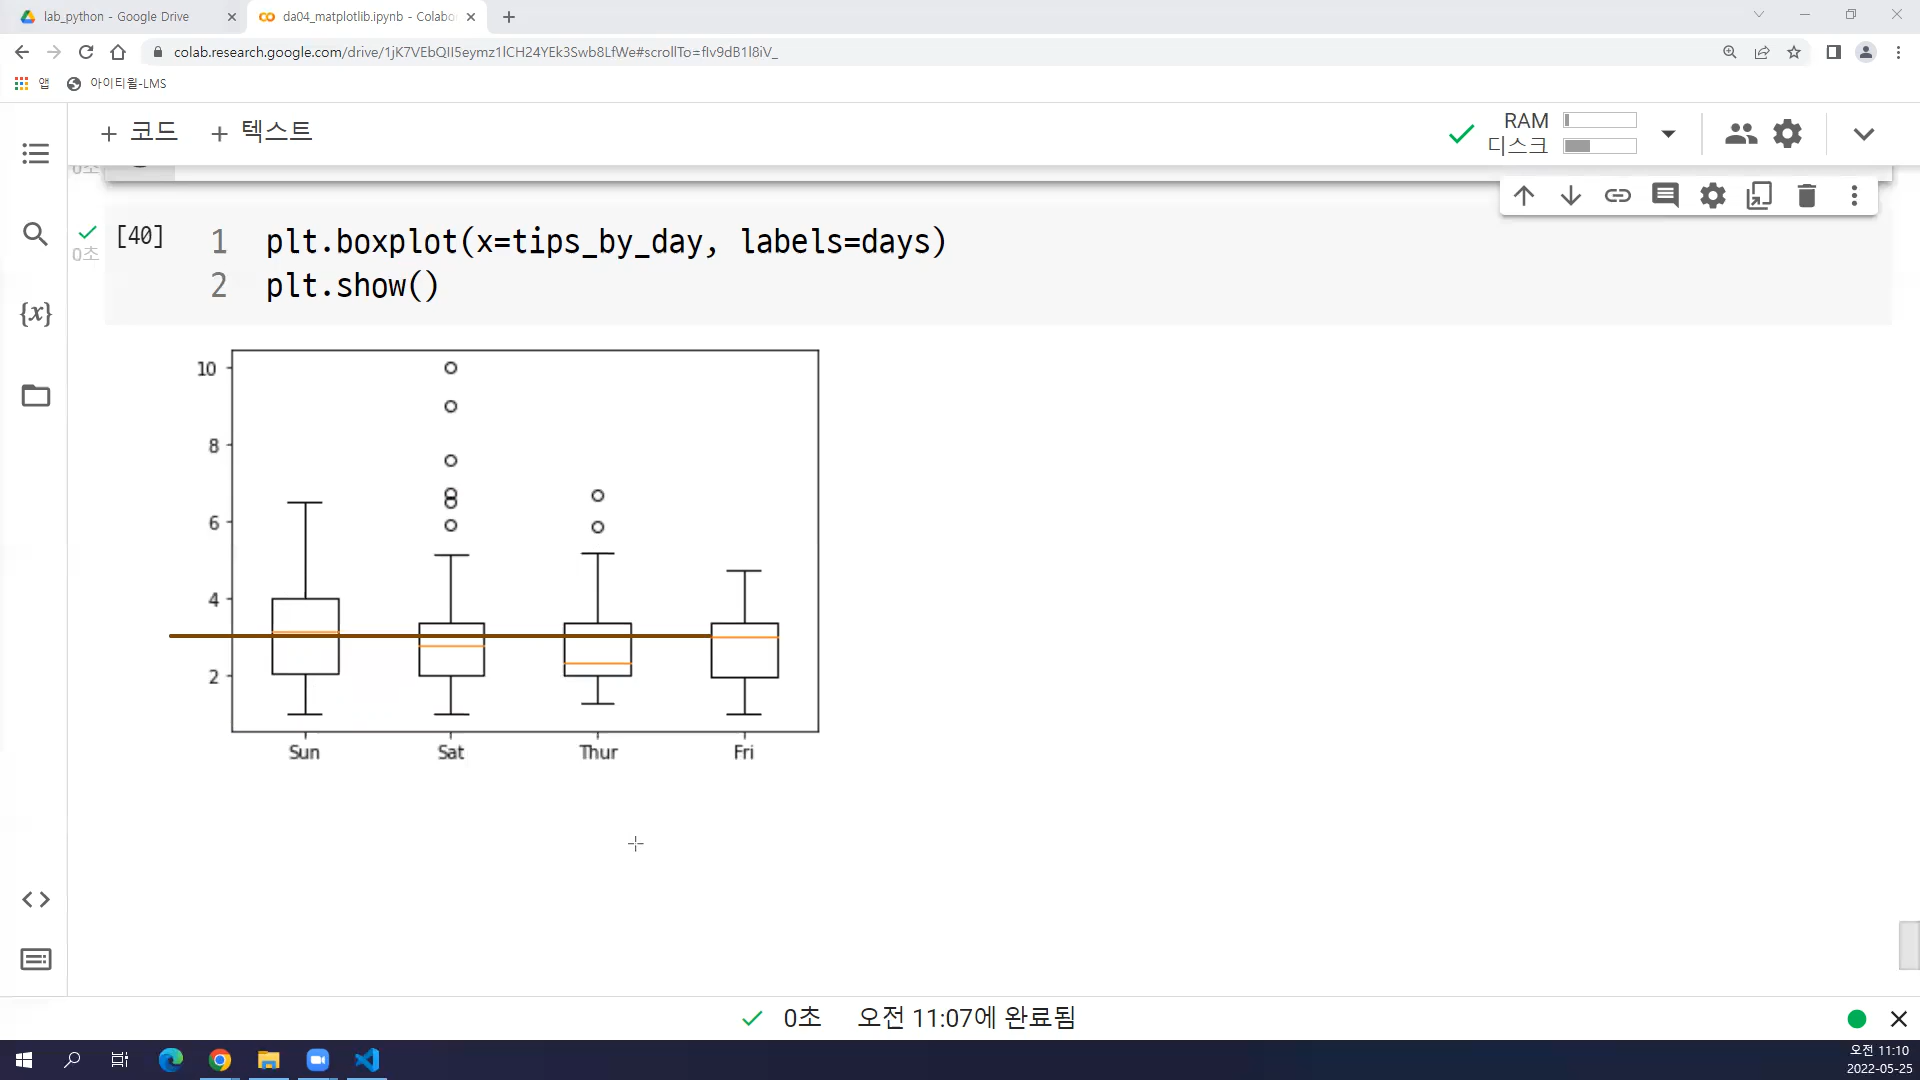 lab_python - Google Drive
da04_matplotlib.ipynb - Colabo
colab.research.google.com/drive/1jK7VEbQII5eymz1lCH24YEk3Swb8LfWe#scrollTo=flv9dB1l8iV_
앱 아이티윌-LMS
+ 코드 + 텍스트
RAM
디스크
0초
[40]
0초
1 plt.boxplot(x=tips_by_day, labels=days)
2 plt.show()
10
8
6
4
2
Sun Sat Thur Fri
0초 오전 11:07에 완료됨
오전 11:10
2022-05-25